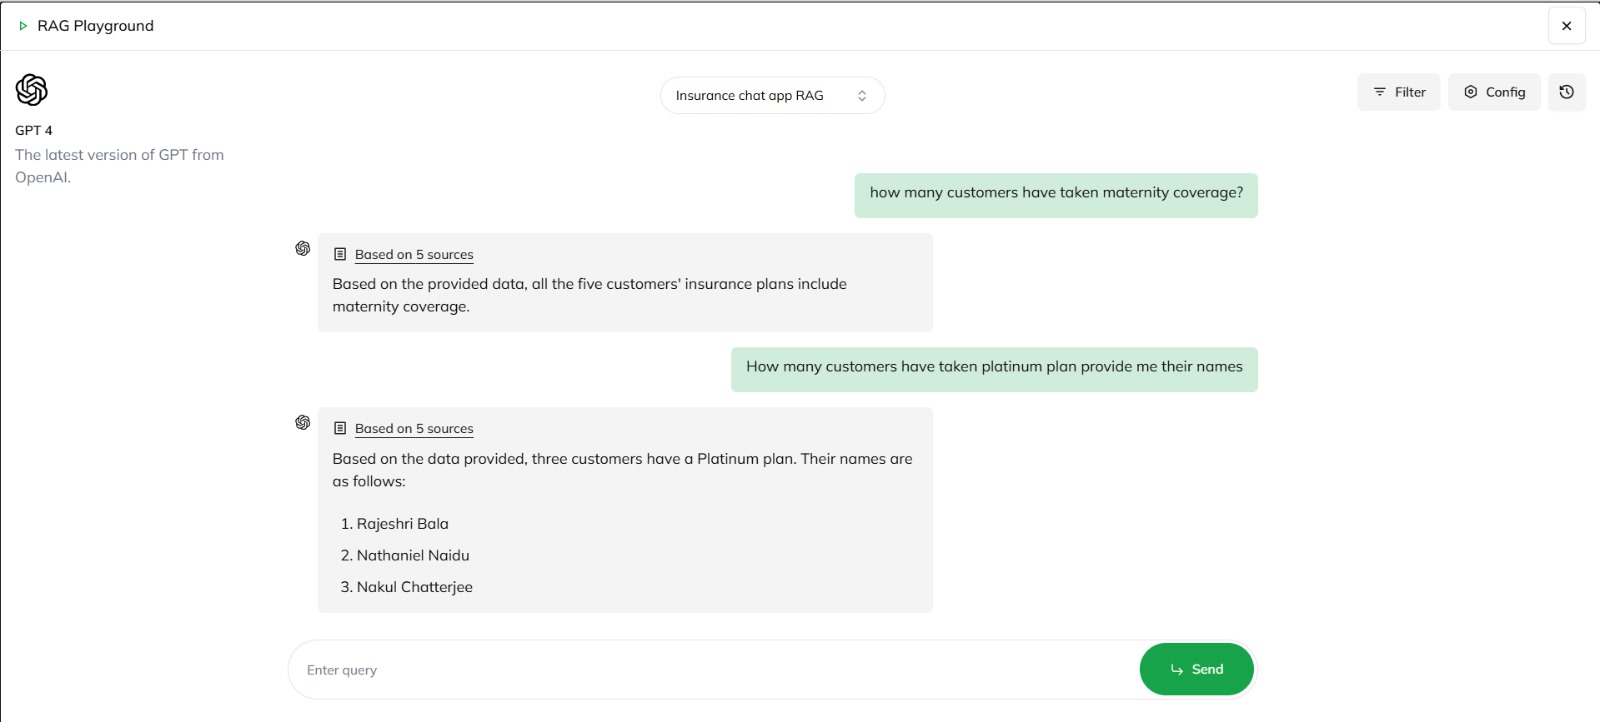 RAG Playground
Insurance chat app RAG
Filter
Config
GPT 4
The latest version of GPT from
OpenAI.
how many customers have taken maternity coverage?
Based on 5 sources
Based on the provided data, all the five customers' insurance plans include
maternity coverage.
How many customers have taken platinum plan provide me their names
Based on 5 sources
Based on the data provided, three customers have a Platinum plan. Their names are
as follows:
1. Rajeshri Bala
2. Nathaniel Naidu
3. Nakul Chatterjee
Enter query
Send